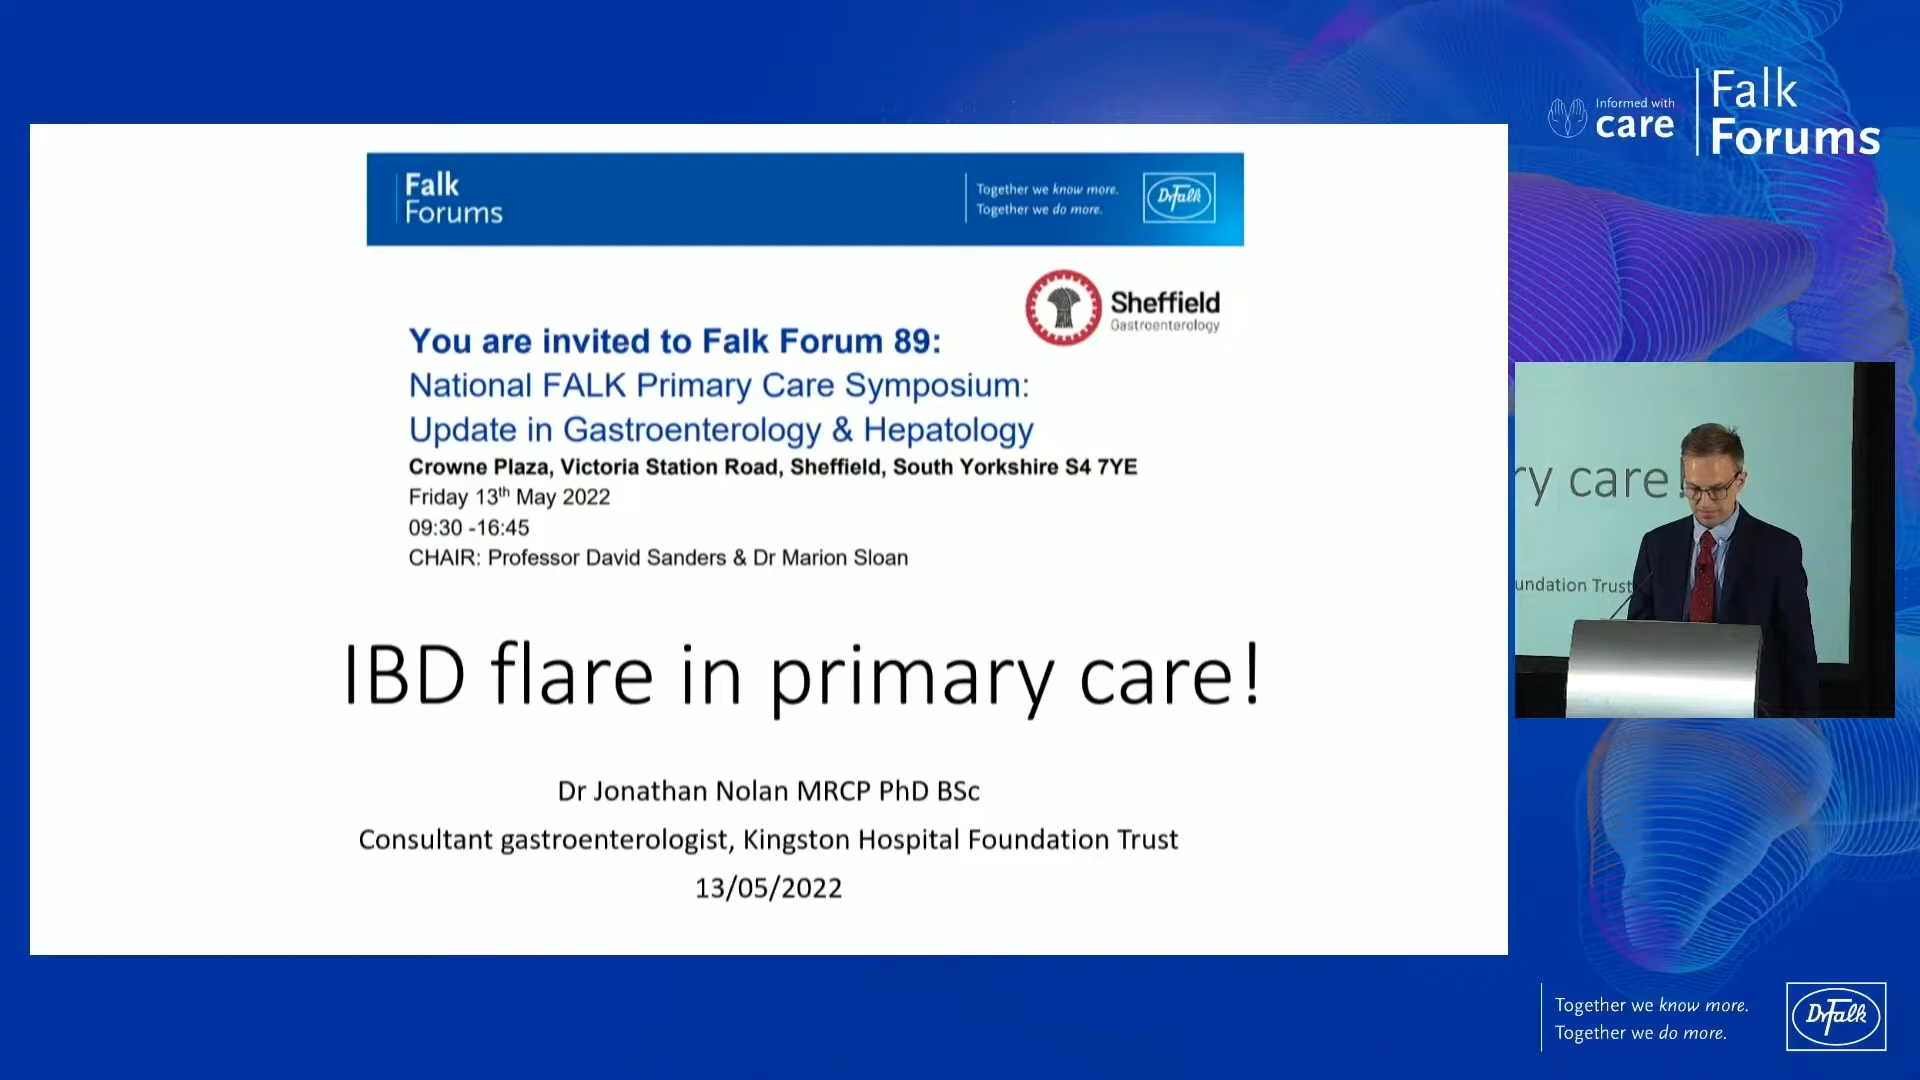 Informed with
care
Falk
Forums
Falk
Forums
Together we know more.
Together we do more.
Dr Falk
Sheffield
Gastroenterology
You are invited to Falk Forum 89:
National FALK Primary Care Symposium:
Update in Gastroenterology & Hepatology
Crowne Plaza, Victoria Station Road, Sheffield, South Yorkshire S4 7YE
Friday 13th May 2022
09:30 -16:45
CHAIR: Professor David Sanders & Dr Marion Sloan
IBD flare in primary care!
Dr Jonathan Nolan MRCP PhD BSc
Consultant gastroenterologist, Kingston Hospital Foundation Trust
13/05/2022
ry care!
undation Trust
Together we know more.
Together we do more.
Dr Falk